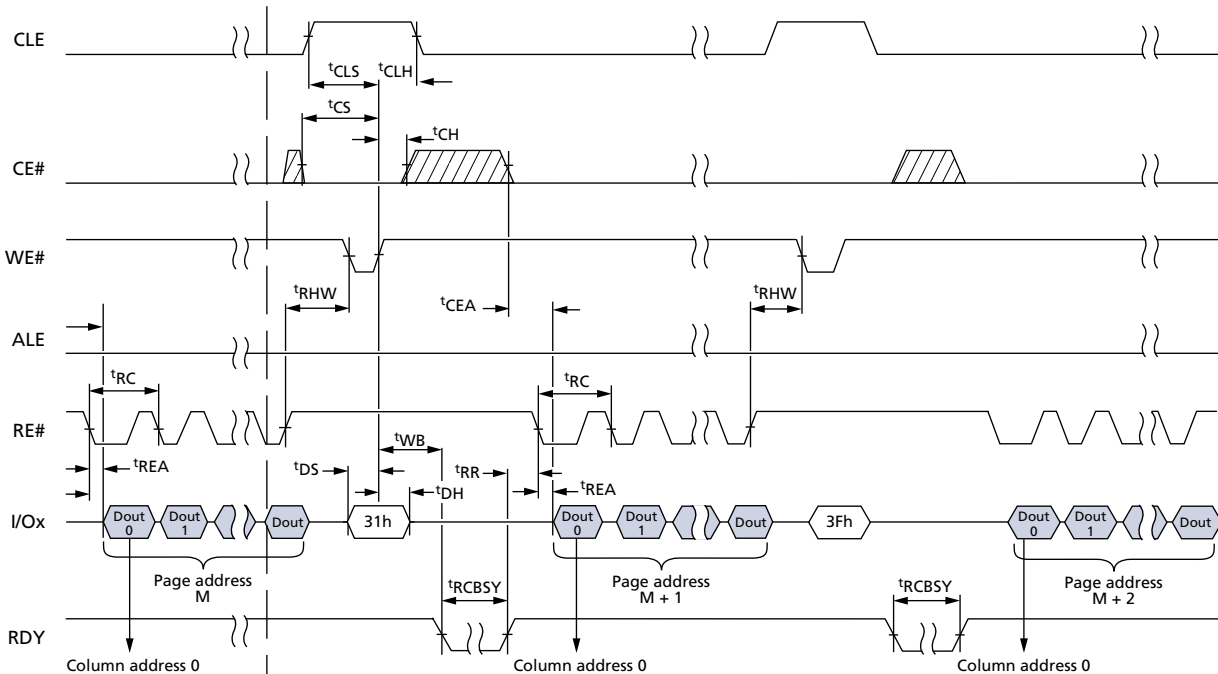 CLE
tCLS
tCLH
tCS
tCH
CE#
WE#
tRHW
tCEA
tRHW
ALE
tRC
tRC
RE#
tWB
tREA
tDS
tRR
tDH
tREA
I/Ox
Dout 0
Dout 1
Dout
31h
Dout 0
Dout 1
Dout
3Fh
Dout 0
Dout 1
Dout
Page address
M
Page address
M + 1
Page address
M + 2
tRCBSY
tRCBSY
RDY
Column address 0
Column address 0
Column address 0